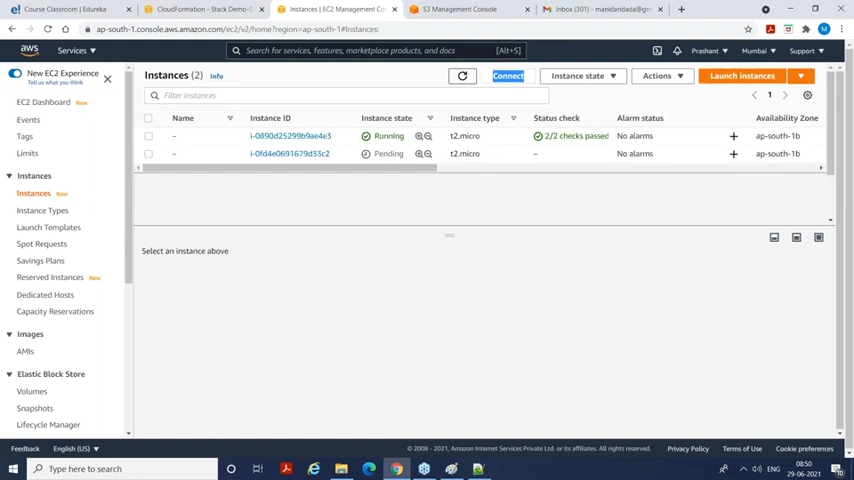 Course Classroom | Edureka
CloudFormation - Stack Demo-0
Instances | EC2 Management Co
S3 Management Console
Inbox (301) - manidaridada@gm
ap-south-1.console.aws.amazon.com/ec2/v2/home?region=ap-south-1#Instances:
M
aws
Services
Search for services, features, marketplace products, and docs
[Alt+S]
Prashant
Mumbai
Support
New EC2 Experience
Tell us what you think
EC2 Dashboard New
Events
Tags
Limits
Instances
Instances New
Instance Types
Launch Templates
Spot Requests
Savings Plans
Reserved Instances New
Dedicated Hosts
Capacity Reservations
Images
AMIs
Elastic Block Store
Volumes
Snapshots
Lifecycle Manager
Instances (2) Info
Connect
Instance state
Actions
Launch instances
Filter instances
1
Name Instance ID Instance state Instance type Status check Alarm status Availability Zone
– i-0890d25299b9ae4e3 Running t2.micro 2/2 checks passed No alarms + ap-south-1b
– i-0fd4e0691679d33c2 Pending t2.micro – No alarms + ap-south-1b
Select an instance above
Feedback English (US)
© 2008 - 2021, Amazon Internet Services Private Ltd. or its affiliates. All rights reserved.
Privacy Policy Terms of Use Cookie preferences
Type here to search
ENG
08:50
29-06-2021
10